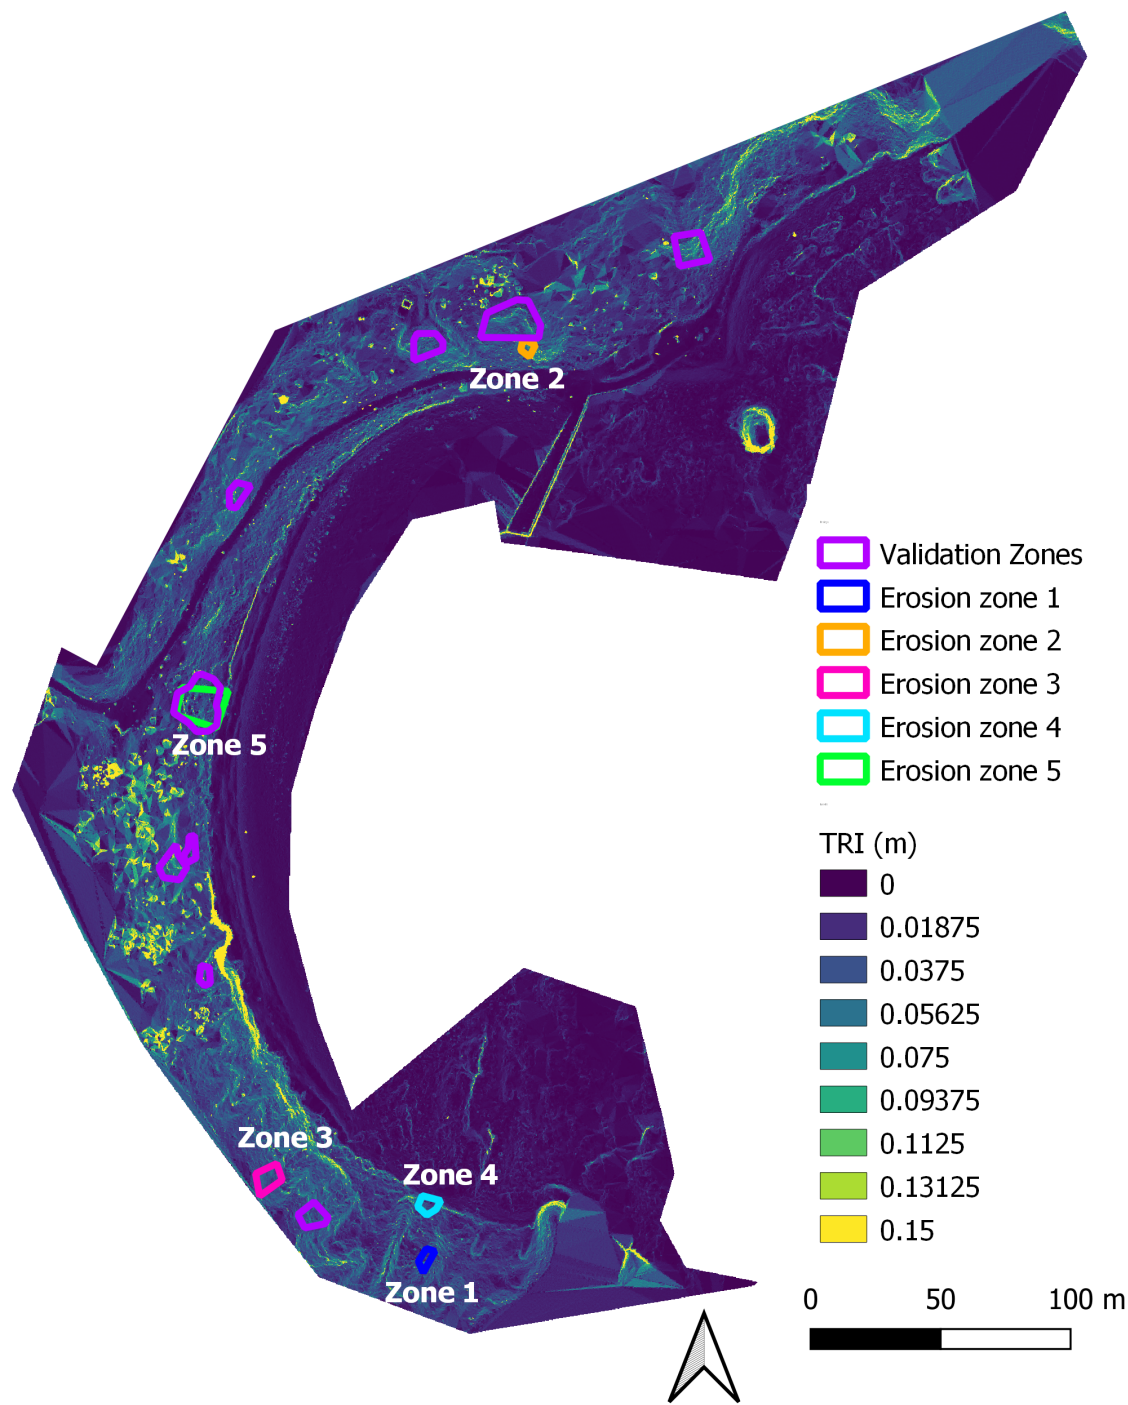 Zone 2
Validation Zones
Erosion zone 1
Erosion zone 2
Erosion zone 3
Erosion zone 4
Erosion zone 5
Zone 5
TRI (m)
0
0.01875
0.0375
0.05625
0.075
0.09375
0.1125
0.13125
0.15
Zone 3
Zone 4
Zone 1
0 50 100 m